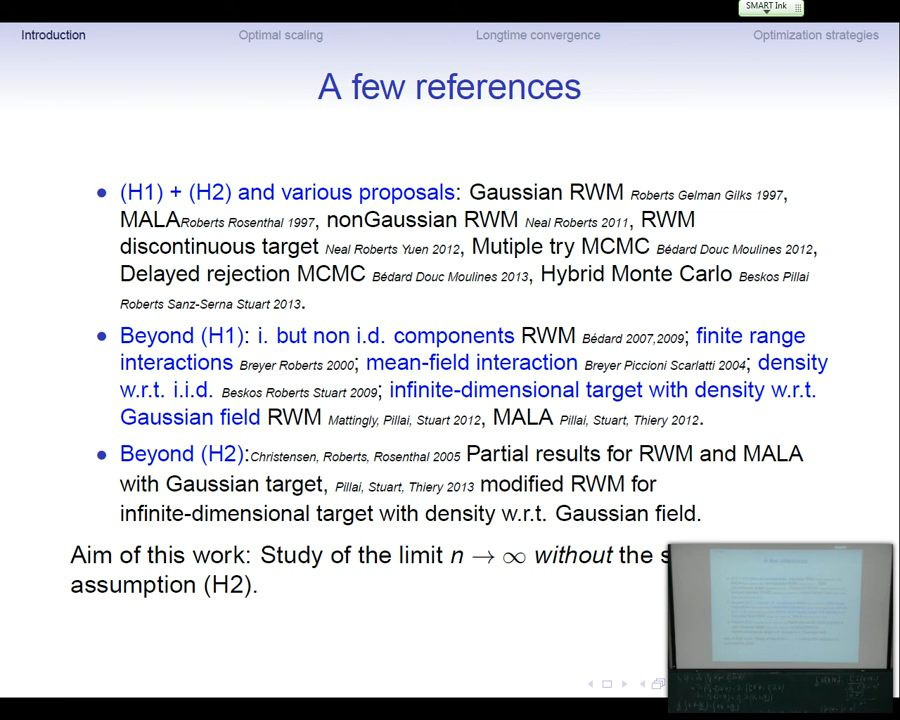 SMART Ink
Introduction Optimal scaling Longtime convergence Optimization strategies
A few references
• (H1) + (H2) and various proposals: Gaussian RWM Roberts Gelman Gilks 1997,
MALARoberts Rosenthal 1997, nonGaussian RWM Neal Roberts 2011, RWM
discontinuous target Neal Roberts Yuen 2012, Mutiple try MCMC Bédard Douc Moulines 2012,
Delayed rejection MCMC Bédard Douc Moulines 2013, Hybrid Monte Carlo Beskos Pillai
Roberts Sanz-Serna Stuart 2013.
• Beyond (H1): i. but non i.d. components RWM Bédard 2007,2009; finite range
interactions Breyer Roberts 2000; mean-field interaction Breyer Piccioni Scarlatti 2004; density
w.r.t. i.i.d. Beskos Roberts Stuart 2009; infinite-dimensional target with density w.r.t.
Gaussian field RWM Mattingly, Pillai, Stuart 2012, MALA Pillai, Stuart, Thiery 2012.
• Beyond (H2):Christensen, Roberts, Rosenthal 2005 Partial results for RWM and MALA
with Gaussian target, Pillai, Stuart, Thiery 2013 modified RWM for
infinite-dimensional target with density w.r.t. Gaussian field.
Aim of this work: Study of the limit n → ∞ without the
assumption (H2).
A few references